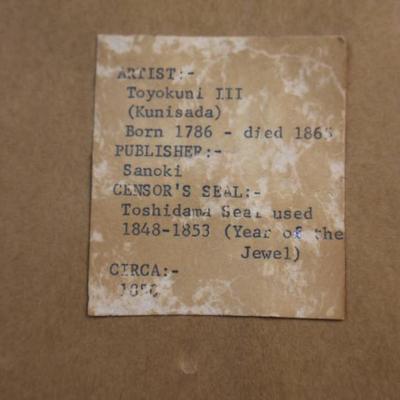 ARTIST:-
Toyokuni III
(Kunisada)
Born 1786 - died 1865
PUBLISHER:-
Sanoki
CENSOR'S SEAL:-
Toshidama Seal used
1848-1853 (Year of the
Jewel)
CIRCA:-